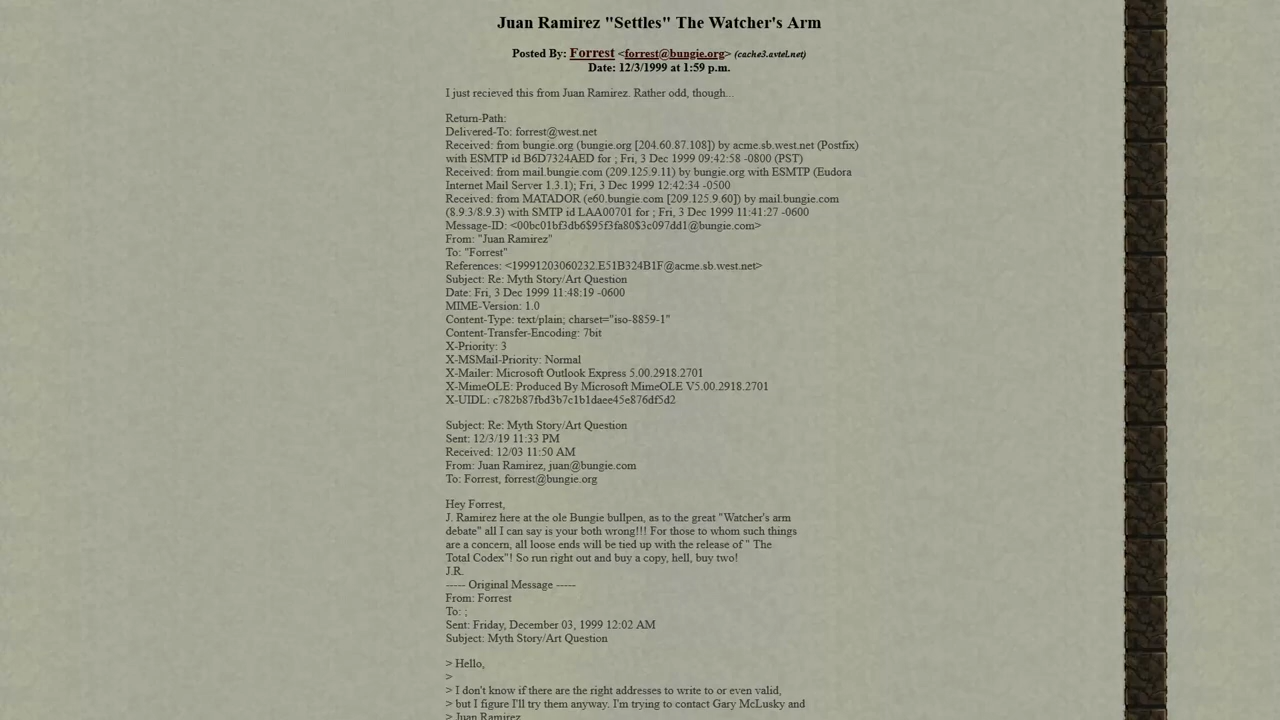 Juan Ramirez "Settles" The Watcher's Arm
Posted By: Forrest <forrest@bungie.org> (cache3.avtel.net)
Date: 12/3/1999 at 1:59 p.m.
I just recieved this from Juan Ramirez. Rather odd, though...
Return-Path:
Delivered-To: forrest@west.net
Received: from bungie.org (bungie.org [204.60.87.108]) by acme.sb.west.net (Postfix)
with ESMTP id B6D7324AED for ; Fri, 3 Dec 1999 09:42:58 -0800 (PST)
Received: from mail.bungie.com (209.125.9.11) by bungie.org with ESMTP (Eudora
Internet Mail Server 1.3.1); Fri, 3 Dec 1999 12:42:34 -0500
Received: from MATADOR (e60.bungie.com [209.125.9.60]) by mail.bungie.com
(8.9.3/8.9.3) with SMTP id LAA00701 for ; Fri, 3 Dec 1999 11:41:27 -0600
Message-ID: <00bc01bf3db6$95f3fa80$3c097dd1@bungie.com>
From: "Juan Ramirez"
To: "Forrest"
References: <19991203060232.E51B324B1F@acme.sb.west.net>
Subject: Re: Myth Story/Art Question
Date: Fri, 3 Dec 1999 11:48:19 -0600
MIME-Version: 1.0
Content-Type: text/plain; charset="iso-8859-1"
Content-Transfer-Encoding: 7bit
X-Priority: 3
X-MSMail-Priority: Normal
X-Mailer: Microsoft Outlook Express 5.00.2918.2701
X-MimeOLE: Produced By Microsoft MimeOLE V5.00.2918.2701
X-UIDL: c782b87fbd3b7c1b1daee45e876df5d2
Subject: Re: Myth Story/Art Question
Sent: 12/3/19 11:33 PM
Received: 12/03 11:50 AM
From: Juan Ramirez, juan@bungie.com
To: Forrest, forrest@bungie.org
Hey Forrest,
J. Ramirez here at the ole Bungie bullpen, as to the great "Watcher's arm
debate" all I can say is your both wrong!!! For those to whom such things
are a concern, all loose ends will be tied up with the release of " The
Total Codex"! So run right out and buy a copy, hell, buy two!
J.R.
----- Original Message -----
From: Forrest
To: ;
Sent: Friday, December 03, 1999 12:02 AM
Subject: Myth Story/Art Question
> Hello,
>
> I don't know if there are the right addresses to write to or even valid,
> but I figure I'll try them anyway. I'm trying to contact Gary McLusky and
> Juan Ramirez